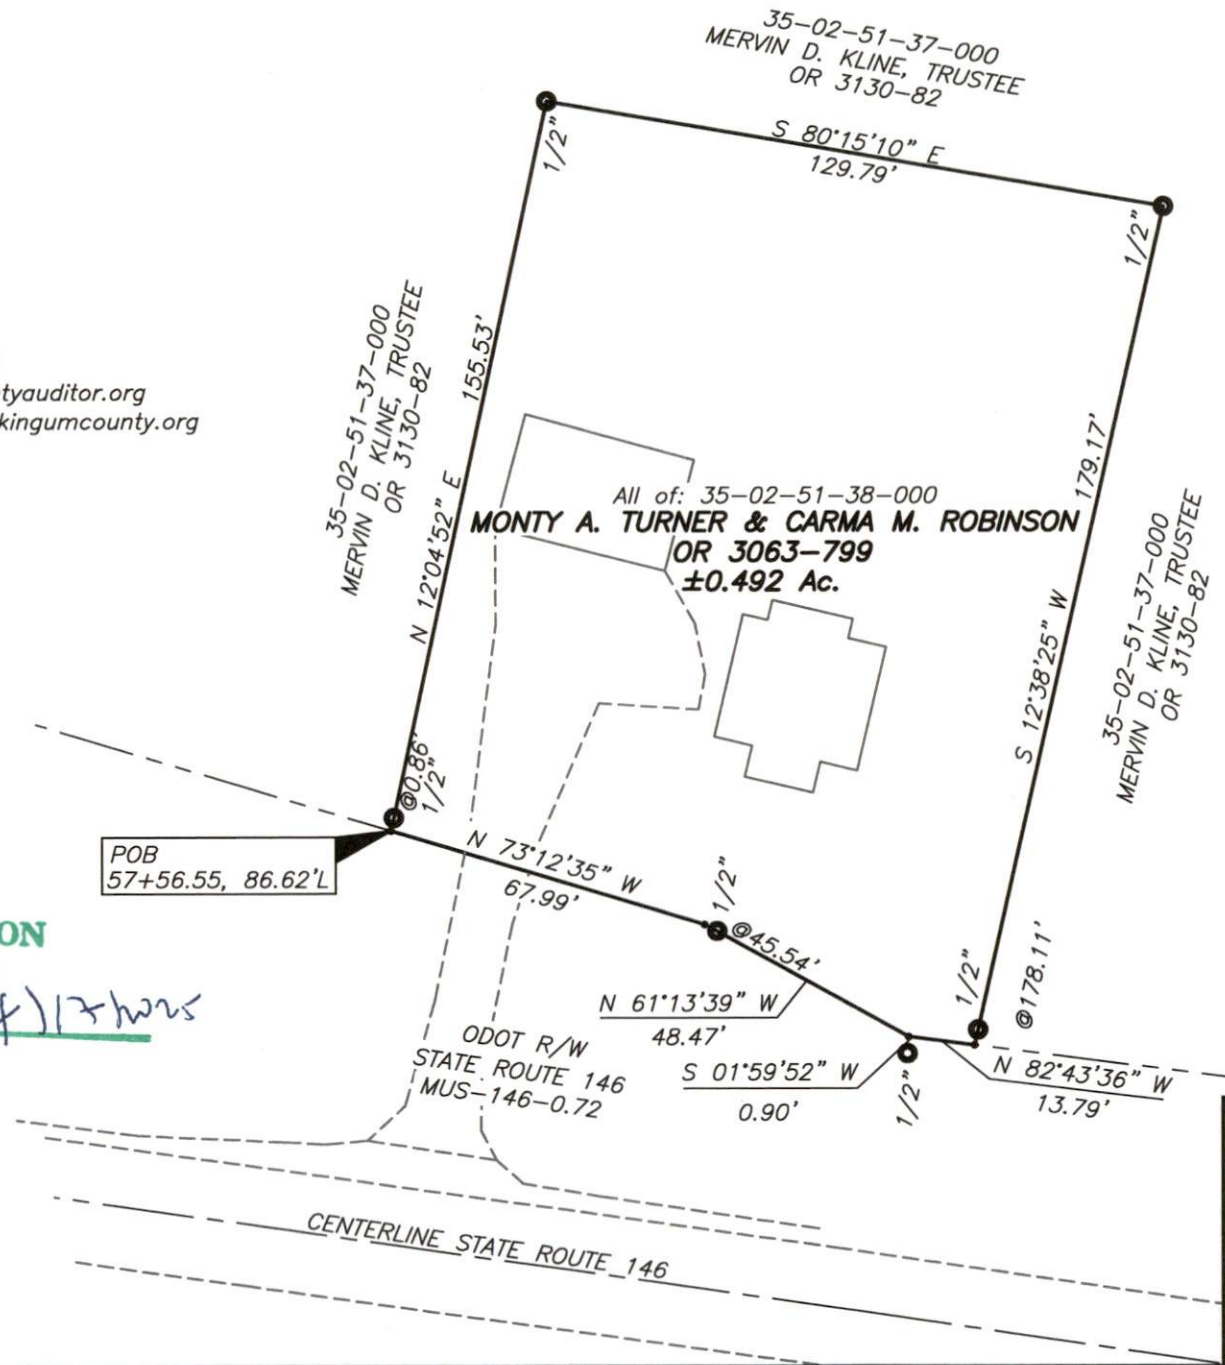 35-02-51-37-000
MERVIN D. KLINE, TRUSTEE
OR 3130-82
S 80°15'10" E
129.79'
1/2"
1/2"
tyauditor.org
kingumcounty.org
35-02-51-37-000
MERVIN D. KLINE, TRUSTEE
OR 3130-82
N 12°04'52" E 155.53'
All of: 35-02-51-38-000
MONTY A. TURNER & CARMA M. ROBINSON
OR 3063-799
±0.492 Ac.
S 12°38'25" W 179.17'
35-02-51-37-000
MERVIN D. KLINE, TRUSTEE
OR 3130-82
@0.86'
1/2"
POB
57+56.55, 86.62'L
N 73°12'35" W
67.99'
1/2"
@45.54'
ON
N 61°13'39" W
48.47'
1/2"
@178.11'
S 01°59'52" W
0.90'
1/2"
N 82°43'36" W
13.79'
ODOT R/W
STATE ROUTE 146
MUS-146-0.72
CENTERLINE STATE ROUTE 146